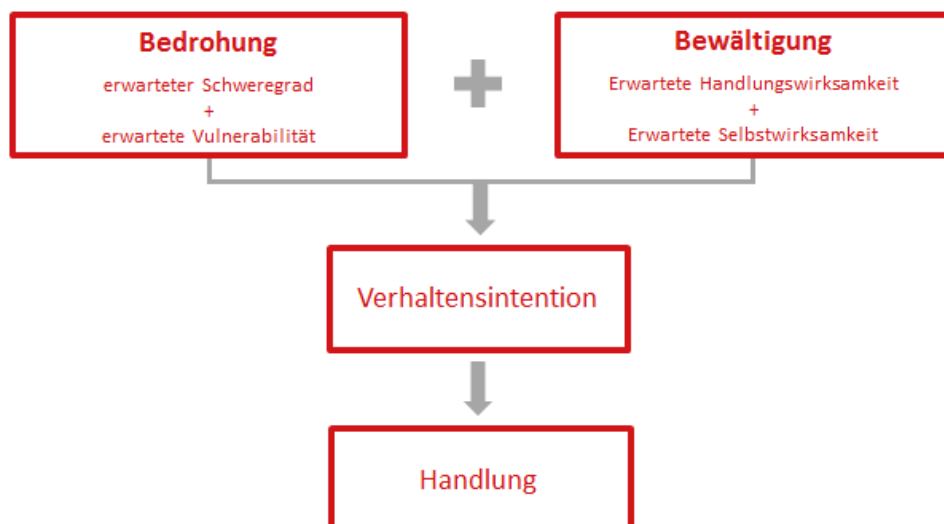 Bedrohung
erwarteter Schweregrad
+
erwartete Vulnerabilität
Bewältigung
Erwartete Handlungswirksamkeit
+
Erwartete Selbstwirksamkeit
Verhaltensintention
Handlung